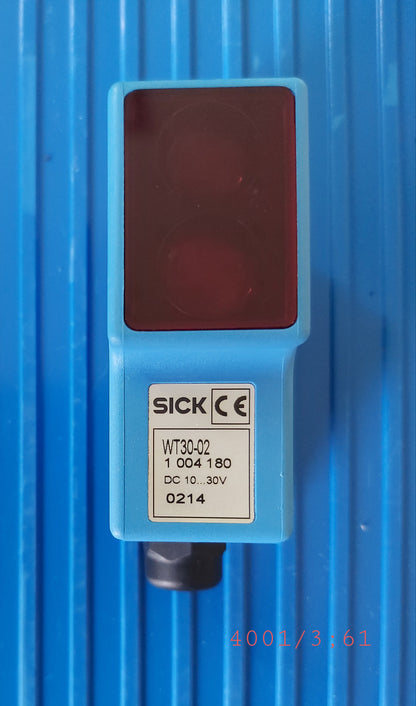 SICK CE
WT30-02
1 004 180
DC 10...30V
0214
4001/3;61